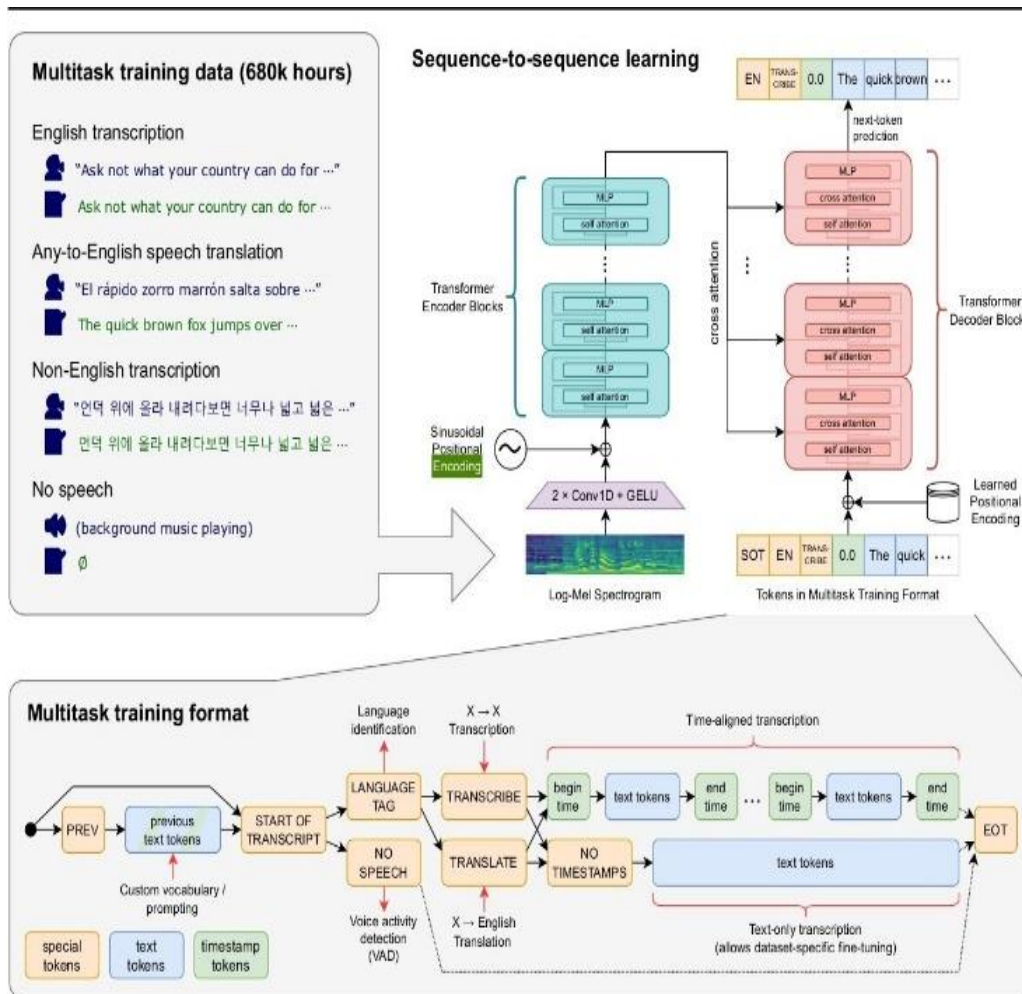 Multitask training data (680k hours)
English transcription
“Ask not what your country can do for ⋯”
Ask not what your country can do for ⋯
Any-to-English speech translation
“El rápido zorro marrón salta sobre ⋯”
The quick brown fox jumps over ⋯
Non-English transcription
“언덕 위에 올라 내려다보면 너무나 넓고 넓은 ⋯”
언덕 위에 올라 내려다보면 너무나 넓고 넓은 ⋯
No speech
(background music playing)
∅
Sequence-to-sequence learning
EN
TRANS-
CRIBE
0.0
The
quick
brown
⋯
next-token
prediction
MLP
self attention
MLP
self attention
MLP
self attention
Transformer
Encoder Blocks
cross attention
MLP
cross attention
self attention
MLP
cross attention
self attention
MLP
cross attention
self attention
Transformer
Decoder Block
Sinusoidal
Positional
Encoding
2 × Conv1D + GELU
Log-Mel Spectrogram
Learned
Positional
Encoding
SOT
EN
TRANS-
CRIBE
0.0
The
quick
⋯
Tokens in Multitask Training Format
Multitask training format
Language
identification
X → X
Transcription
Time-aligned transcription
PREV
previous
text tokens
START OF
TRANSCRIPT
LANGUAGE
TAG
TRANSCRIBE
begin
time
text tokens
end
time
⋯
begin
time
text tokens
end
time
EOT
NO
SPEECH
TRANSLATE
NO
TIMESTAMPS
text tokens
Custom vocabulary /
prompting
Voice activity
detection
(VAD)
X → English
Translation
Text-only transcription
(allows dataset-specific fine-tuning)
special
tokens
text
tokens
timestamp
tokens